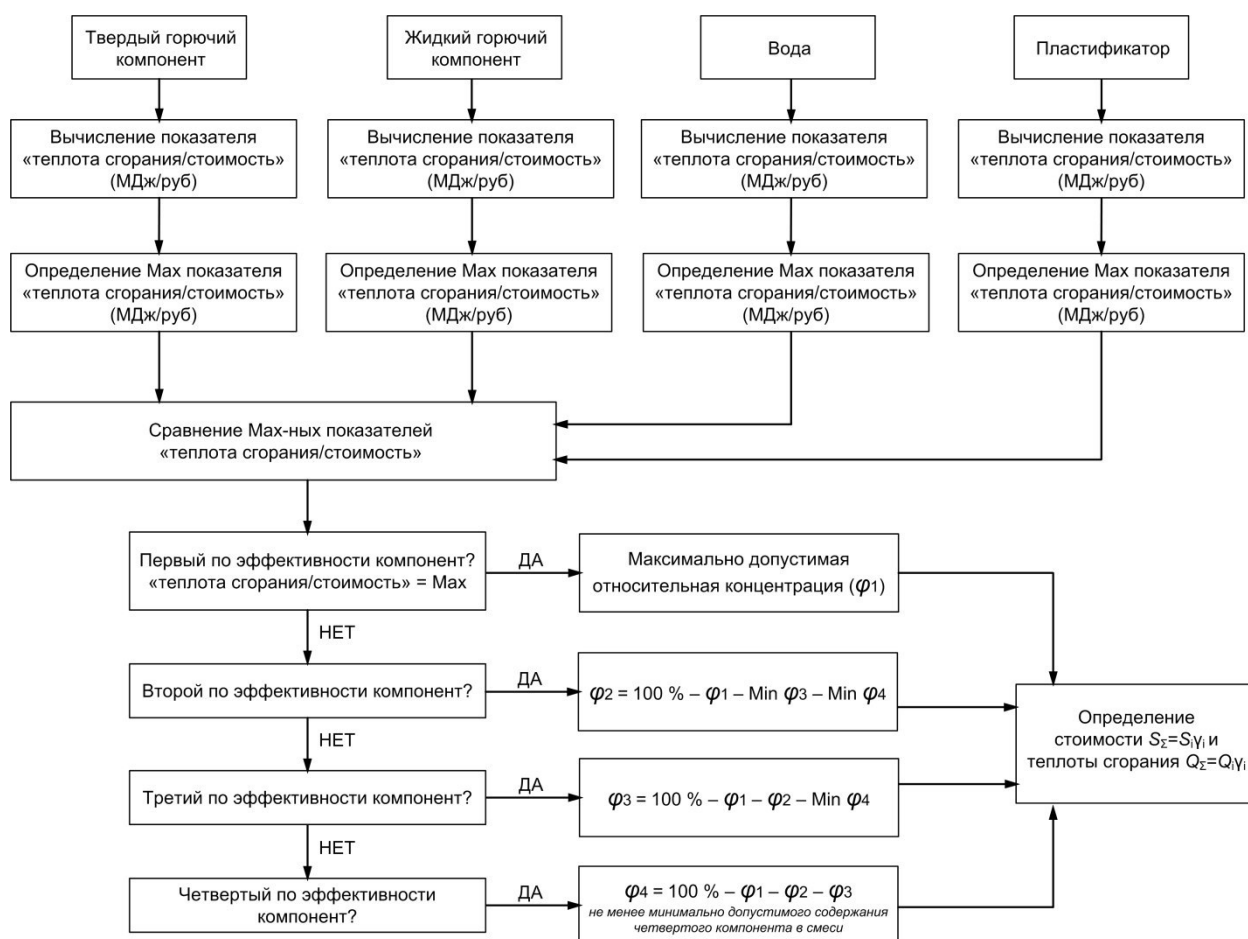 Твердый горючий
компонент
Жидкий горючий
компонент
Вода
Пластификатор
Вычисление показателя
«теплота сгорания/стоимость»
(МДж/руб)
Вычисление показателя
«теплота сгорания/стоимость»
(МДж/руб)
Вычисление показателя
«теплота сгорания/стоимость»
(МДж/руб)
Вычисление показателя
«теплота сгорания/стоимость»
(МДж/руб)
Определение Max показателя
«теплота сгорания/стоимость»
(МДж/руб)
Определение Max показателя
«теплота сгорания/стоимость»
(МДж/руб)
Определение Max показателя
«теплота сгорания/стоимость»
(МДж/руб)
Определение Max показателя
«теплота сгорания/стоимость»
(МДж/руб)
Сравнение Max-ных показателей
«теплота сгорания/стоимость»
Первый по эффективности компонент?
«теплота сгорания/стоимость» = Max
ДА
Максимально допустимая
относительная концентрация (φ1)
НЕТ
Второй по эффективности компонент?
ДА
φ2 = 100 % – φ1 – Min φ3 – Min φ4
НЕТ
Определение
стоимости SΣ=Siγi и
теплоты сгорания QΣ=Qiγi
Третий по эффективности компонент?
ДА
φ3 = 100 % – φ1 – φ2 – Min φ4
НЕТ
Четвертый по эффективности
компонент?
ДА
φ4 = 100 % – φ1 – φ2 – φ3
не менее минимально допустимого содержания
четвертого компонента в смеси